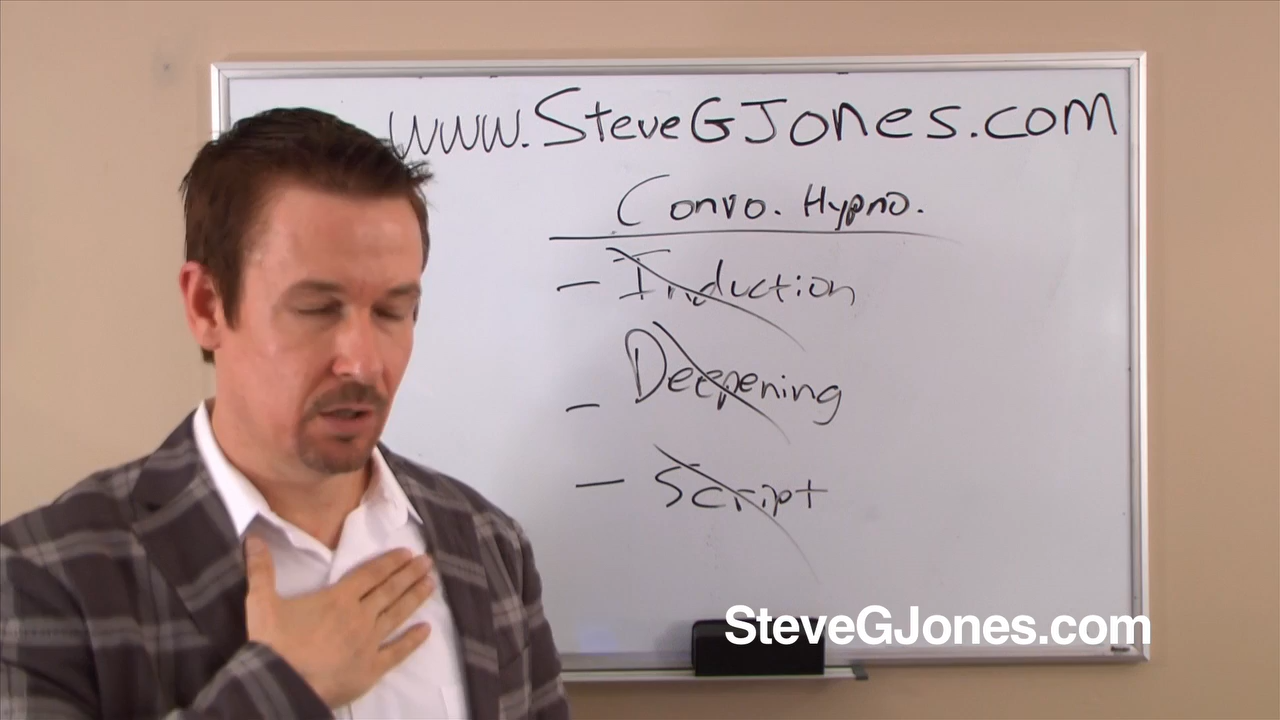 www.SteveGJones.com
Convo. Hypno.
- Induction
- Deepening
- Script
SteveGJones.com